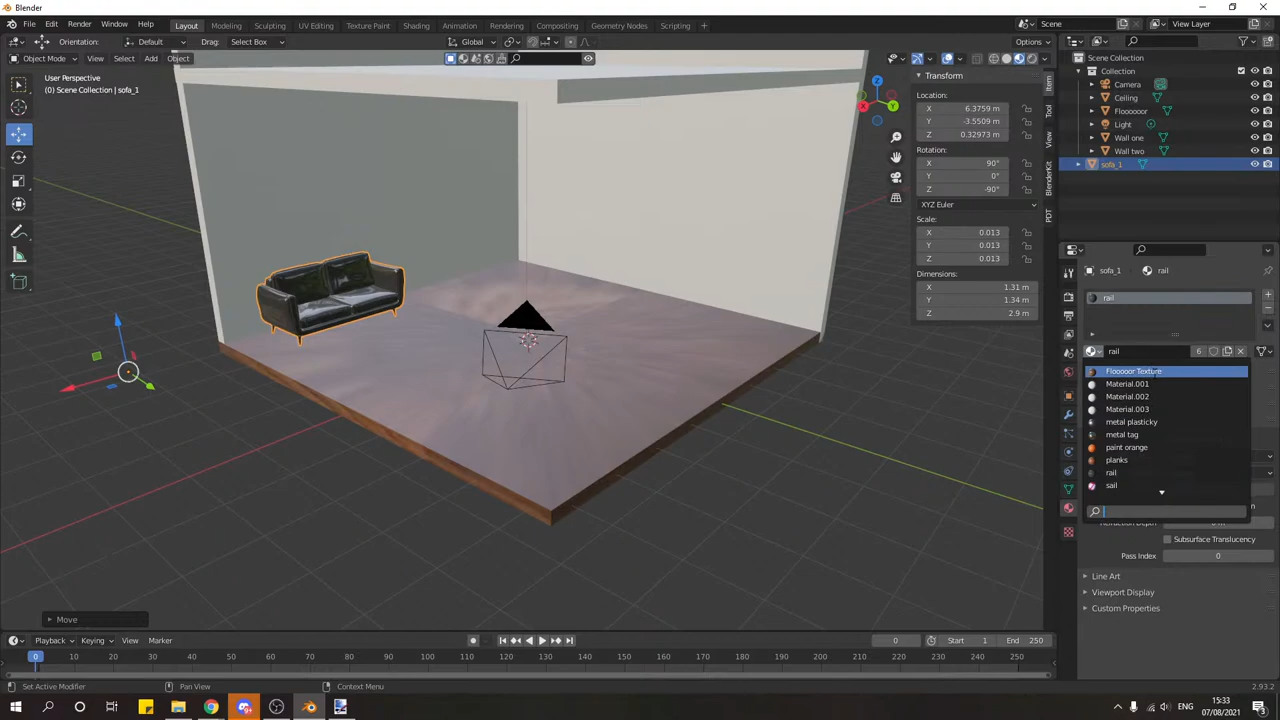 Blender
File Edit Render Window Help Layout Modeling Sculpting UV Editing Texture Paint Shading Animation Rendering Compositing Geometry Nodes Scripting + Scene View Layer
Orientation: Default Drag: Select Box Global Options
Object Mode View Select Add Object
User Perspective
(0) Scene Collection | sofa_1
Z
X
Y
Transform
Location:
X 6.3759 m
Y -3.5509 m
Z 0.32973 m
Rotation:
X 90°
Y 0°
Z -90°
XYZ Euler
Scale:
X 0.013
Y 0.013
Z 0.013
Dimensions:
X 1.31 m
Y 1.34 m
Z 2.9 m
Item
Tool
View
BlenderKit
PDT
Scene Collection
Collection
Camera
Ceiling
Light
Wall one
Wall two
sofa_1
sofa_1 rail
rail
rail 6
Material.001
Material.002
Material.003
metal plasticky
metal tag
paint orange
planks
rail
sail
Subsurface Translucency
Pass Index 0
Line Art
Viewport Display
Custom Properties
Move
Playback Keying View Marker 0 Start 1 End 250
0 10 20 30 40 50 60 70 80 90 100 110 120 130 140 150 160 170 180 190 200 210 220 230 240 250
Set Active Modifier Pan View Context Menu 2.93.2
ENG 15:33
07/08/2021 3